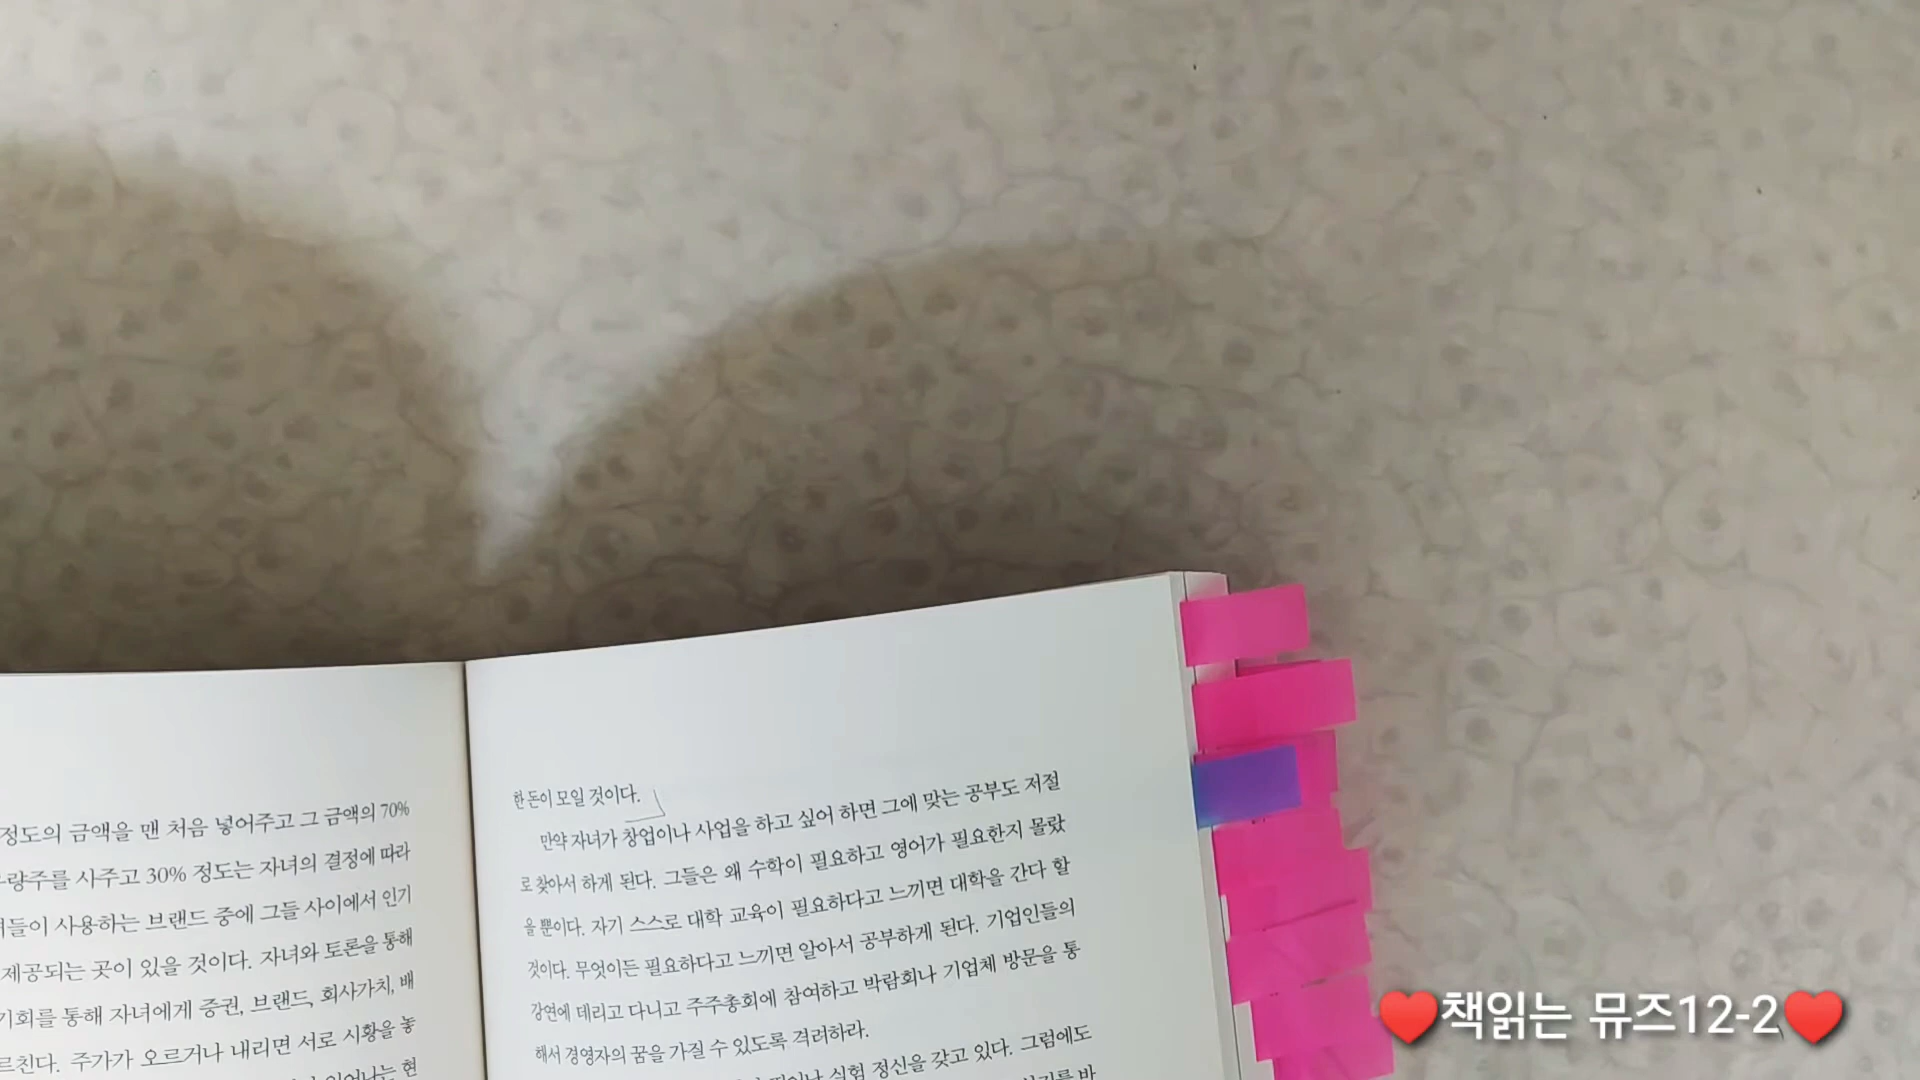 정도의 금액을 맨 처음 넣어주고 그 금액의 70%
량주를 사주고 30% 정도는 자녀의 결정에 따라
들이 사용하는 브랜드 중에 그들 사이에서 인기
제공되는 곳이 있을 것이다. 자녀와 토론을 통해
기회를 통해 자녀에게 증권, 브랜드, 회사가치, 배
르친다. 주가가 오르거나 내리면 서로 시황을 놓
일어나는 현
한 돈이 모일 것이다.
만약 자녀가 창업이나 사업을 하고 싶어 하면 그에 맞는 공부도 저절
로 찾아서 하게 된다. 그들은 왜 수학이 필요하고 영어가 필요한지 몰랐
을 뿐이다. 자기 스스로 대학 교육이 필요하다고 느끼면 대학을 간다 할
것이다. 무엇이든 필요하다고 느끼면 알아서 공부하게 된다. 기업인들의
강연에 데리고 다니고 주주총회에 참여하고 박람회나 기업체 방문을 통
해서 경영자의 꿈을 가질 수 있도록 격려하라.
실험 정신을 갖고 있다. 그럼에도
❤️책읽는 뮤즈12-2❤️